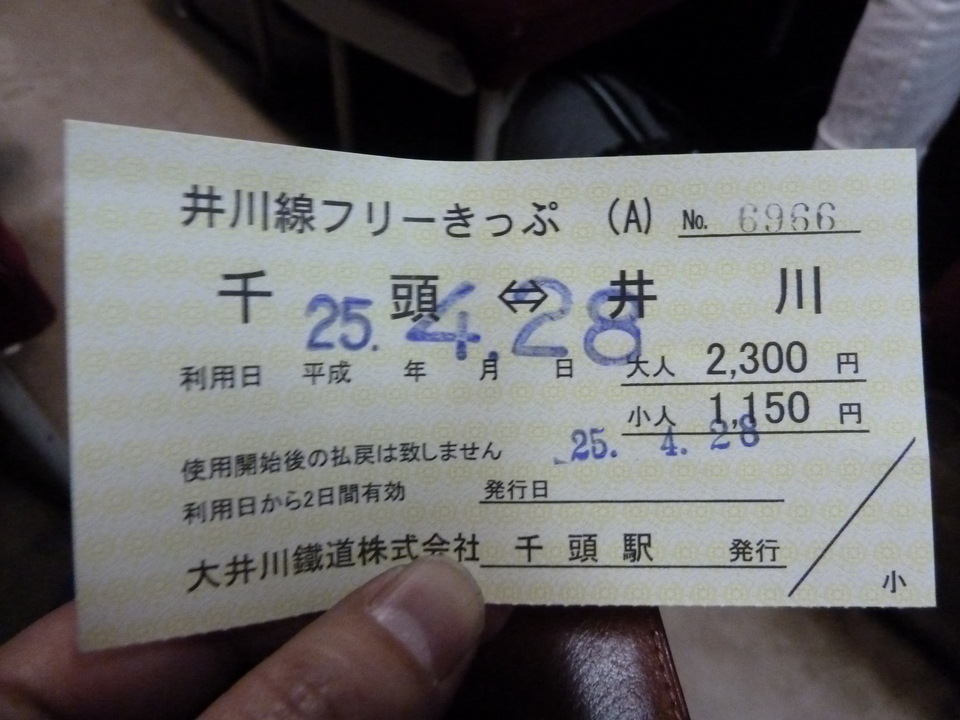 井川線フリーきっぷ (A) No. 6966
千頭⇔井川
25. 4.28
利用日 平成 年 月 日 大人 2,300 円
小人 1,150 円
25. 4. 28
使用開始後の払戻は致しません
利用日から2日間有効 発行日
大井川鐵道株式会社 千頭駅 発行
小